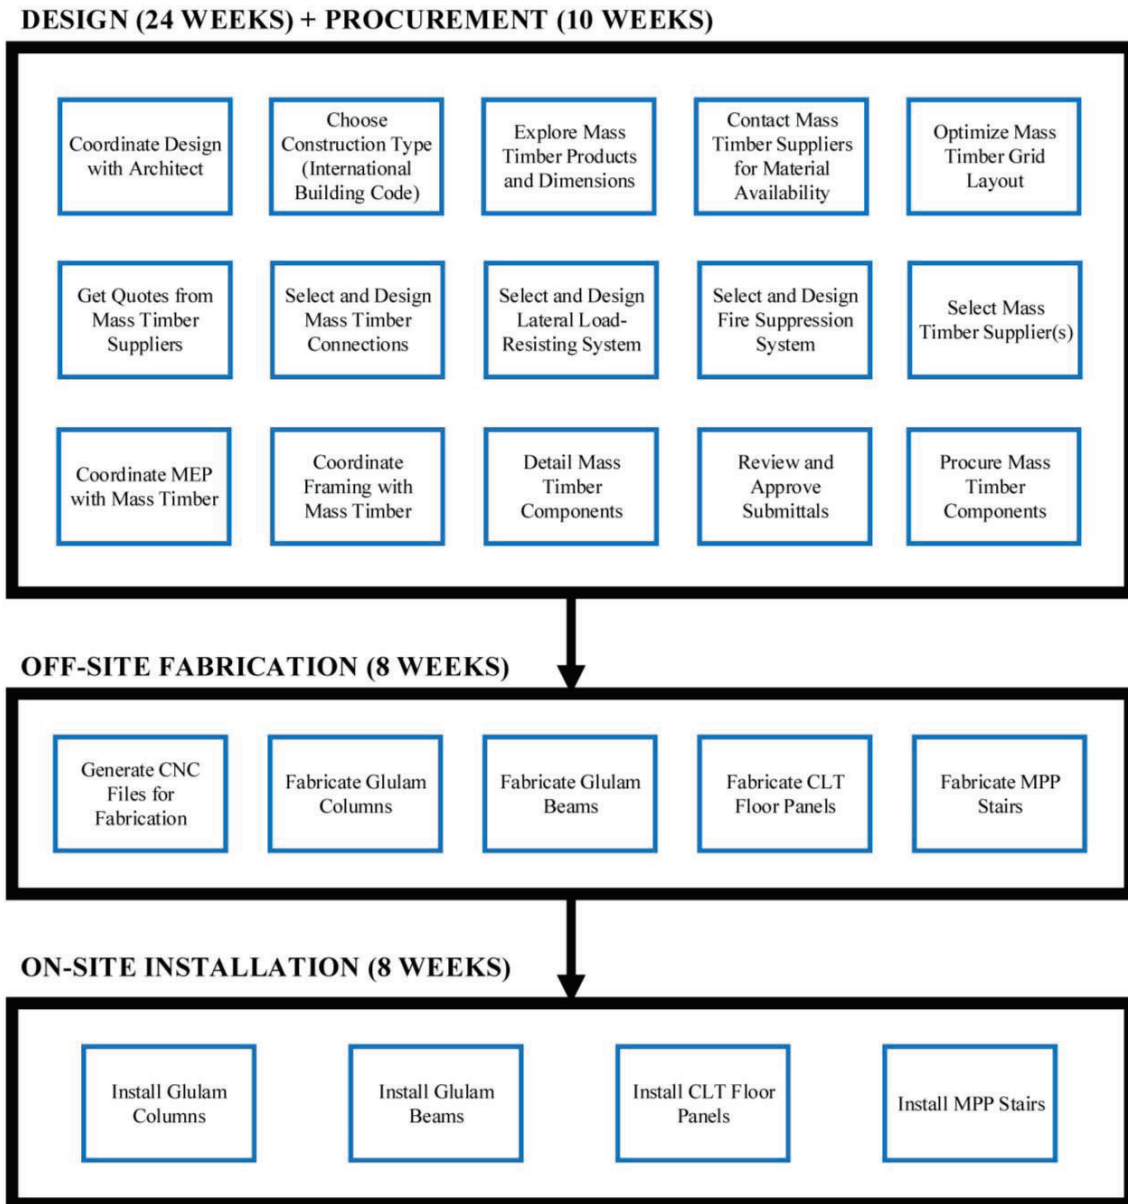 DESIGN (24 WEEKS) + PROCUREMENT (10 WEEKS)
Coordinate Design
with Architect
Choose
Construction Type
(International
Building Code)
Explore Mass
Timber Products
and Dimensions
Contact Mass
Timber Suppliers
for Material
Availability
Optimize Mass
Timber Grid
Layout
Get Quotes from
Mass Timber
Suppliers
Select and Design
Mass Timber
Connections
Select and Design
Lateral Load-
Resisting System
Select and Design
Fire Suppression
System
Select Mass
Timber Supplier(s)
Coordinate MEP
with Mass Timber
Coordinate
Framing with
Mass Timber
Detail Mass
Timber
Components
Review and
Approve
Submittals
Procure Mass
Timber
Components
OFF-SITE FABRICATION (8 WEEKS)
Generate CNC
Files for
Fabrication
Fabricate Glulam
Columns
Fabricate Glulam
Beams
Fabricate CLT
Floor Panels
Fabricate MPP
Stairs
ON-SITE INSTALLATION (8 WEEKS)
Install Glulam
Columns
Install Glulam
Beams
Install CLT Floor
Panels
Install MPP Stairs